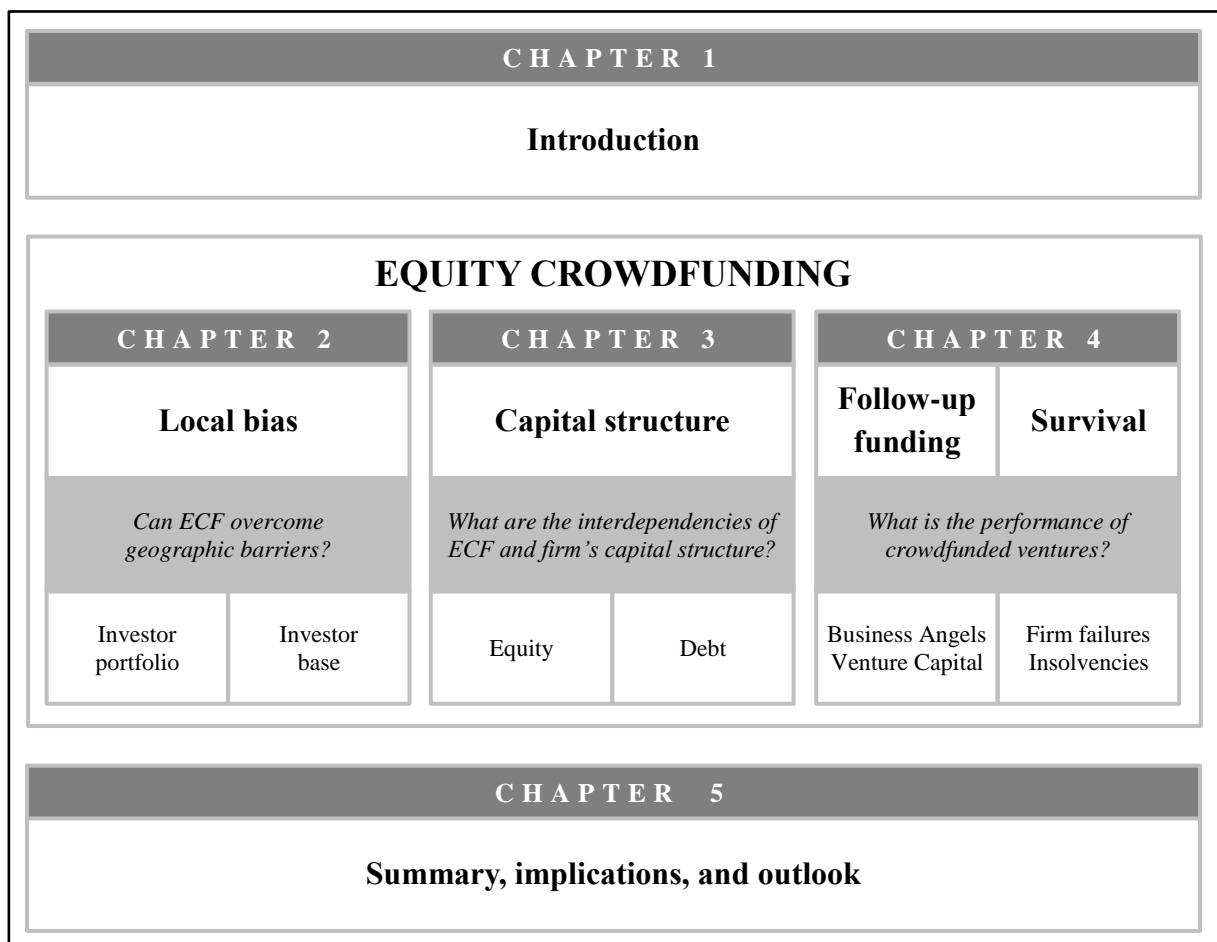 CHAPTER 1
Introduction
EQUITY CROWDFUNDING
CHAPTER 2
Local bias
Can ECF overcome
geographic barriers?
Investor
portfolio
Investor
base
CHAPTER 3
Capital structure
What are the interdependencies of
ECF and firm’s capital structure?
Equity
Debt
CHAPTER 4
Follow-up
funding
Survival
What is the performance of
crowdfunded ventures?
Business Angels
Venture Capital
Firm failures
Insolvencies
CHAPTER 5
Summary, implications, and outlook